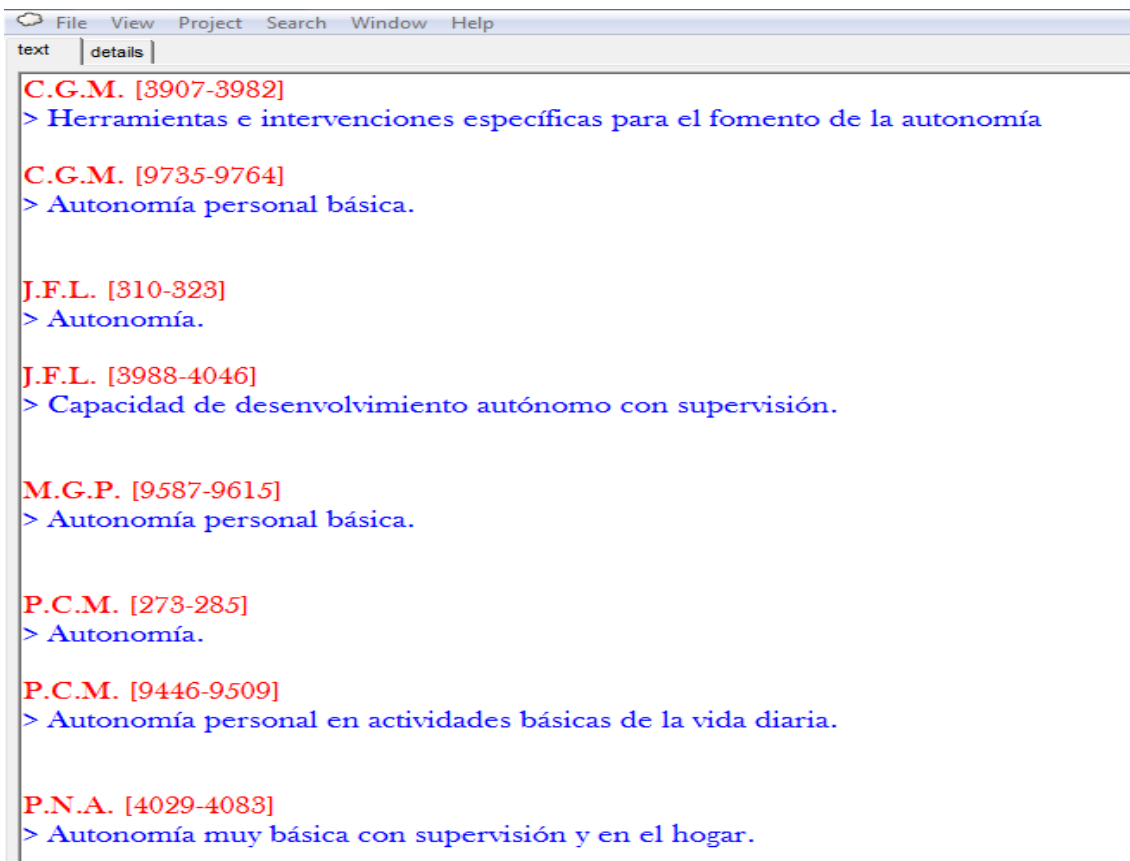 File View Project Search Window Help
text details
C.G.M. [3907-3982]
> Herramientas e intervenciones específicas para el fomento de la autonomía
C.G.M. [9735-9764]
> Autonomía personal básica.
J.F.L. [310-323]
> Autonomía.
J.F.L. [3988-4046]
> Capacidad de desenvolvimiento autónomo con supervisión.
M.G.P. [9587-9615]
> Autonomía personal básica.
P.C.M. [273-285]
> Autonomía.
P.C.M. [9446-9509]
> Autonomía personal en actividades básicas de la vida diaria.
P.N.A. [4029-4083]
> Autonomía muy básica con supervisión y en el hogar.